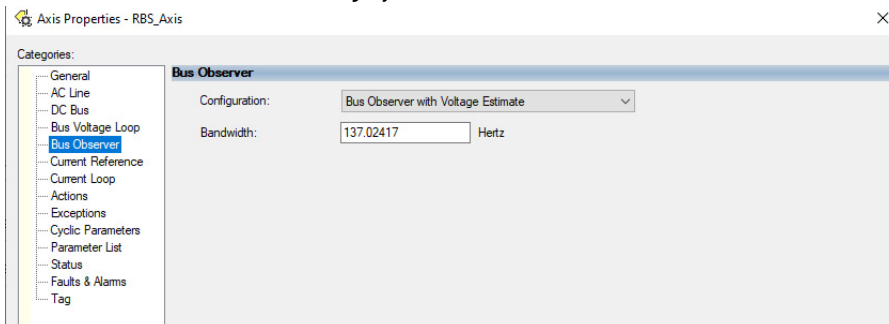 Axis Properties - RBS_Axis
Categories:
General
AC Line
DC Bus
Bus Voltage Loop
Bus Observer
Current Reference
Current Loop
Actions
Exceptions
Cyclic Parameters
Parameter List
Status
Faults & Alarms
Tag
Bus Observer
Configuration: Bus Observer with Voltage Estimate
Bandwidth: 137.02417 Hertz